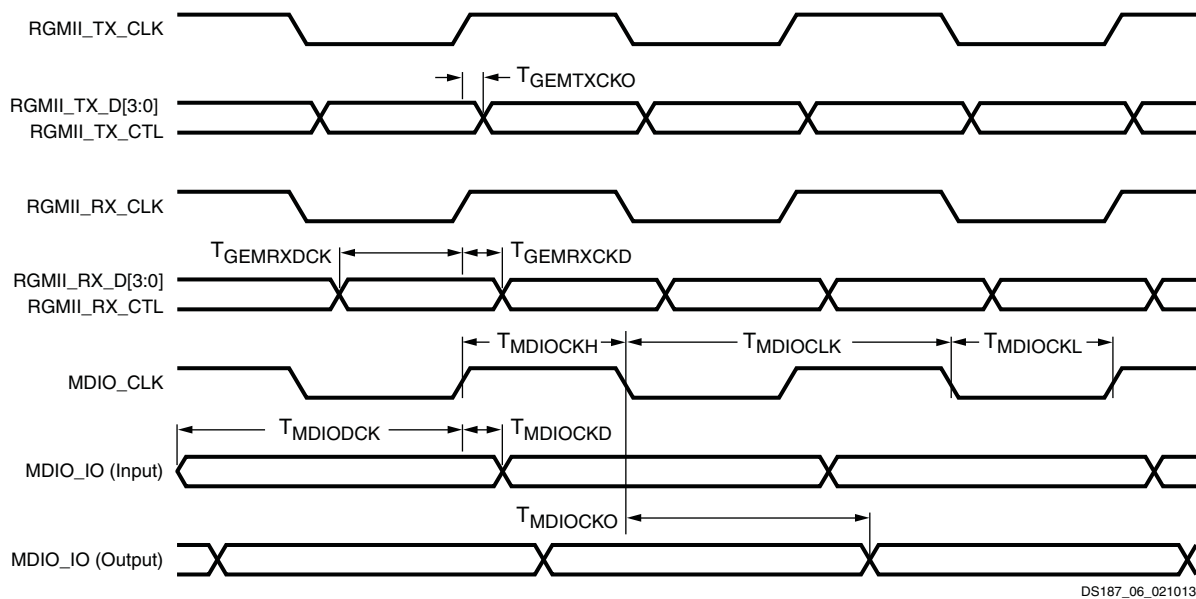 RGMII_TX_CLK
TGEMTXCKO
RGMII_TX_D[3:0]
RGMII_TX_CTL
RGMII_RX_CLK
TGEMRXDCK
TGEMRXCKD
RGMII_RX_D[3:0]
RGMII_RX_CTL
TMDIOCKH
TMDIOCLK
TMDIOCKL
MDIO_CLK
TMDIODCK
TMDIOCKD
MDIO_IO (Input)
TMDIOCKO
MDIO_IO (Output)
DS187_06_021013